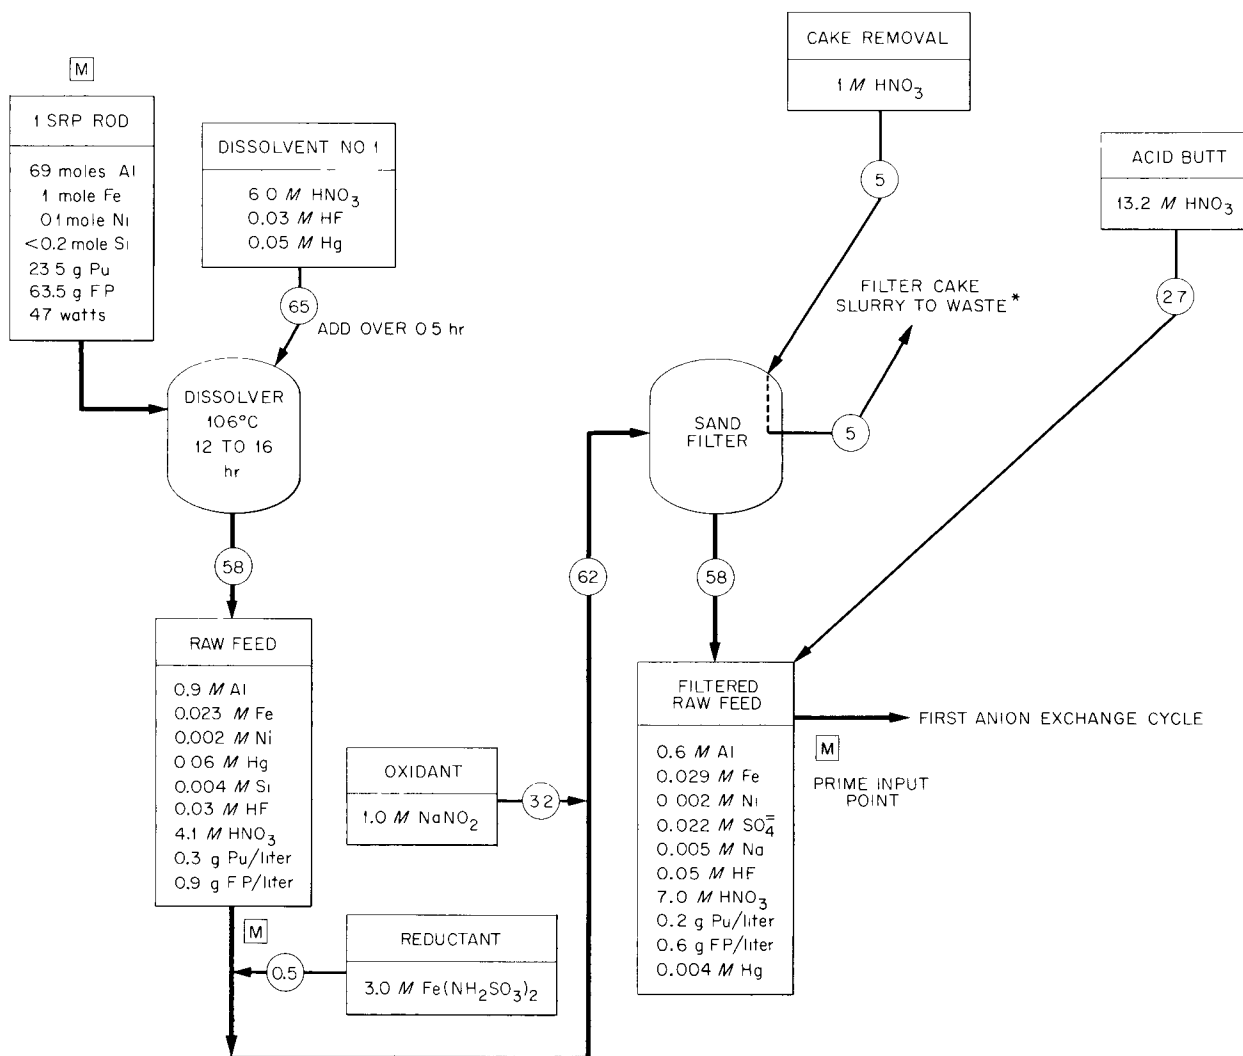 M
1 SRP ROD
69 moles Al
1 mole Fe
0 1 mole Ni
<0.2 mole Si
23 5 g Pu
63.5 g FP
47 watts
DISSOLVENT NO 1
6 0 M HNO3
0.03 M HF
0.05 M Hg
65
ADD OVER 0 5 hr
DISSOLVER
106°C
12 TO 16
hr
58
RAW FEED
0.9 M Al
0.023 M Fe
0.002 M Ni
0 06 M Hg
0.004 M Si
0.03 M HF
4.1 M HNO3
0.3 g Pu/liter
0.9 g FP/liter
M
0.5
REDUCTANT
3.0 M Fe(NH2SO3)2
OXIDANT
1.0 M NaNO2
3 2
62
CAKE REMOVAL
1 M HNO3
5
FILTER CAKE
SLURRY TO WASTE*
SAND
FILTER
5
58
ACID BUTT
13.2 M HNO3
27
FILTERED
RAW FEED
0.6 M Al
0.029 M Fe
0 002 M Ni
0.022 M SO4=
0.005 M Na
0.05 M HF
7.0 M HNO3
0.2 g Pu/liter
0.6 g FP/liter
0.004 M Hg
FIRST ANION EXCHANGE CYCLE
M
PRIME INPUT
POINT